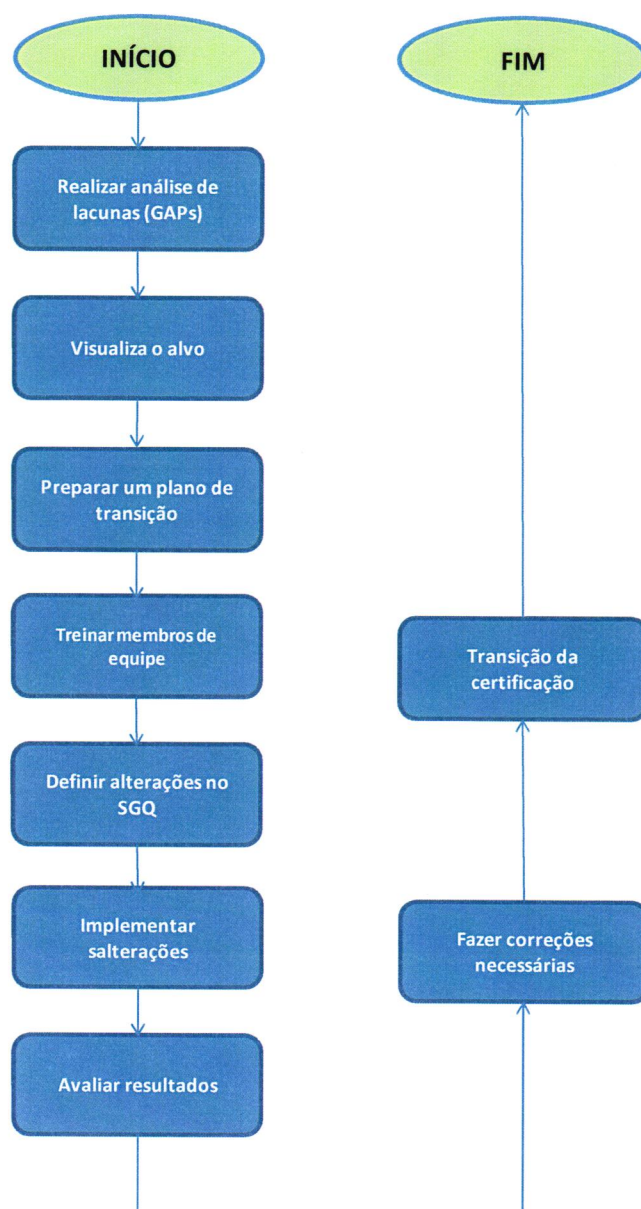 INÍCIO
Realizar análise de
lacunas (GAPs)
Visualiza o alvo
Preparar um plano de
transição
Treinar membros de
equipe
Definir alterações no
SGQ
Implementar
salterações
Avaliar resultados
Fazer correções
necessárias
Transição da
certificação
FIM